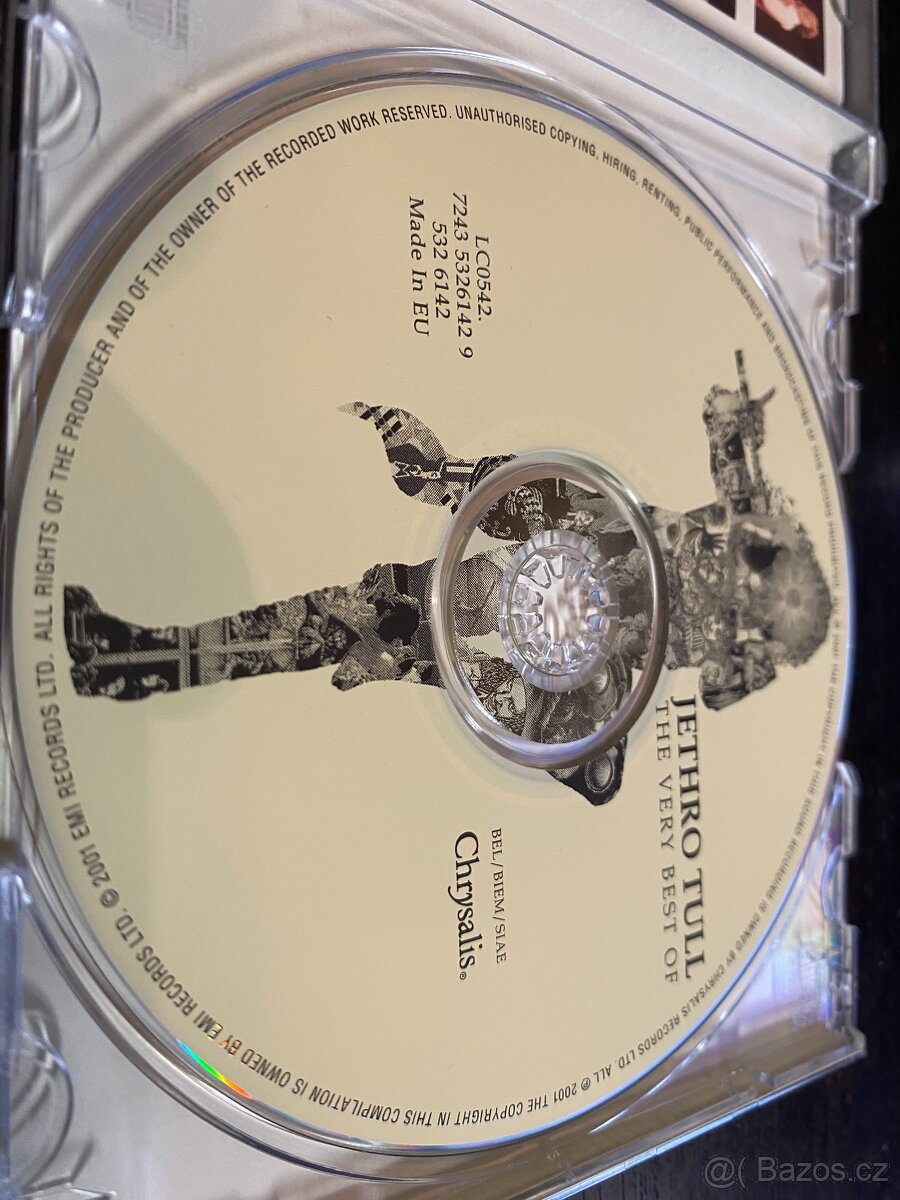 JETHRO TULL
THE VERY BEST OF
LC0542.
7243 5326142 9
532 6142
Made In EU
BEL/BIEM/SIAE
Chrysalis®
℗ 2001 THE COPYRIGHT IN THIS COMPILATION IS OWNED BY EMI RECORDS LTD. © 2001 EMI RECORDS LTD. ALL RIGHTS OF THE PRODUCER AND OF THE OWNER OF THE RECORDED WORK RESERVED. UNAUTHORISED COPYING, HIRING, RENTING, PUBLIC PERFORMANCE AND
IS OWNED BY CHRYSALIS RECORDS LTD. ALL
@( Bazos.cz